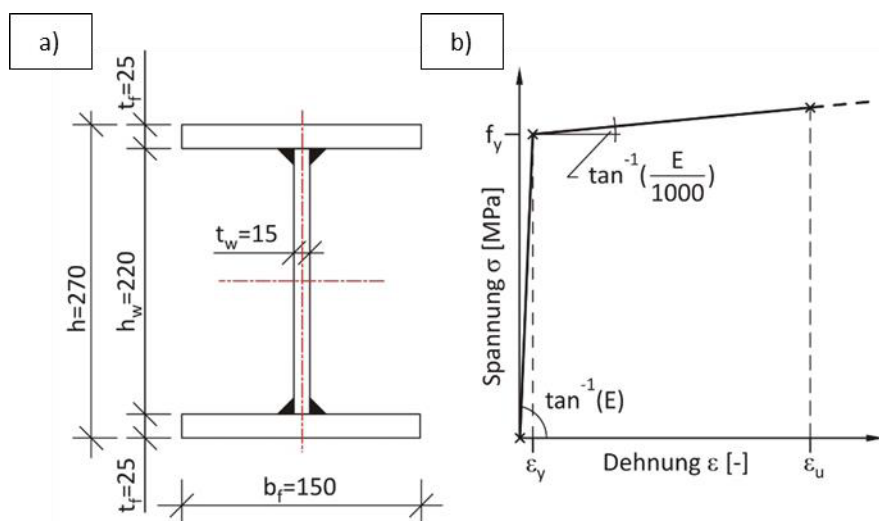 a)
t_f=25
h=270
h_w=220
t_w=15
t_f=25
b_f=150
b)
Spannung σ [MPa]
f_y
tan⁻¹(E/1000)
tan⁻¹(E)
ε_y
Dehnung ε [-]
ε_u